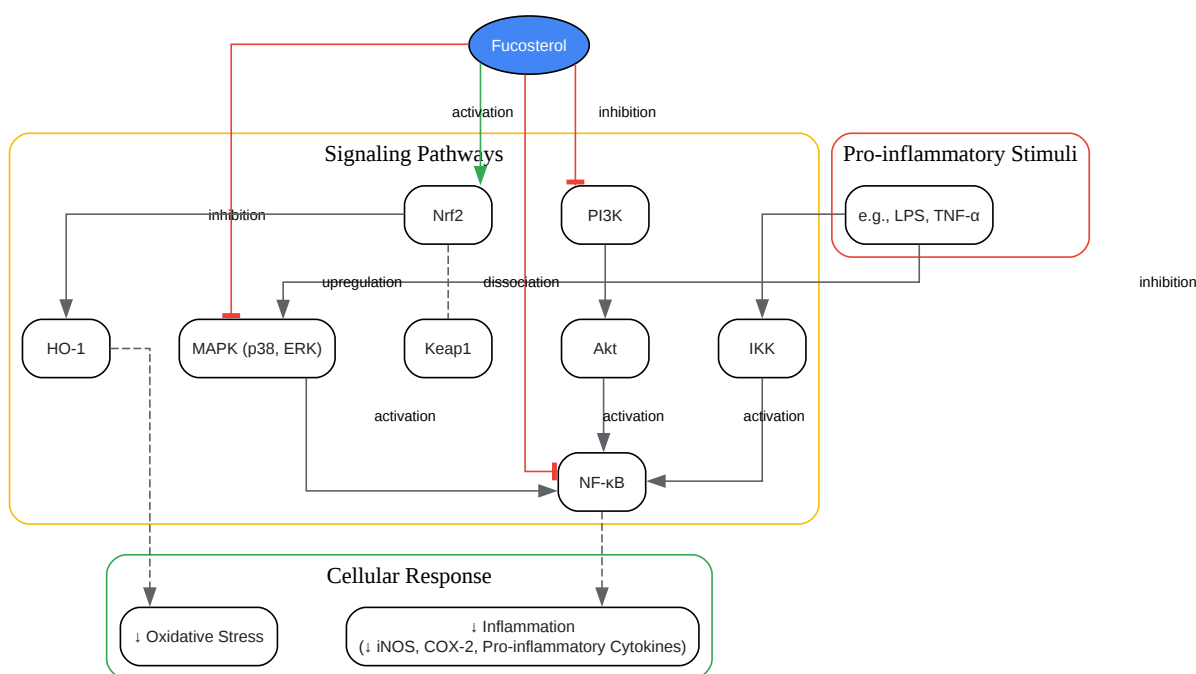 Fucosterol
activation
inhibition
Signaling Pathways
Pro-inflammatory Stimuli
inhibition
Nrf2
PI3K
e.g., LPS, TNF-α
upregulation
dissociation
inhibition
HO-1
MAPK (p38, ERK)
Keap1
Akt
IKK
activation
activation
activation
NF-κB
Cellular Response
↓ Oxidative Stress
↓ Inflammation
(↓ iNOS, COX-2, Pro-inflammatory Cytokines)